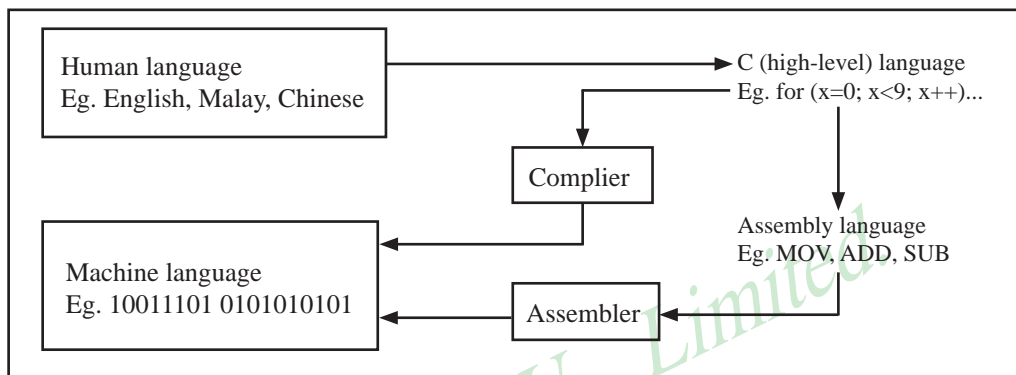 Human language
Eg. English, Malay, Chinese
C (high-level) language
Eg. for (x=0; x<9; x++)...
Complier
Assembly language
Eg. MOV, ADD, SUB
Machine language
Eg. 10011101 0101010101
Assembler
Limited.